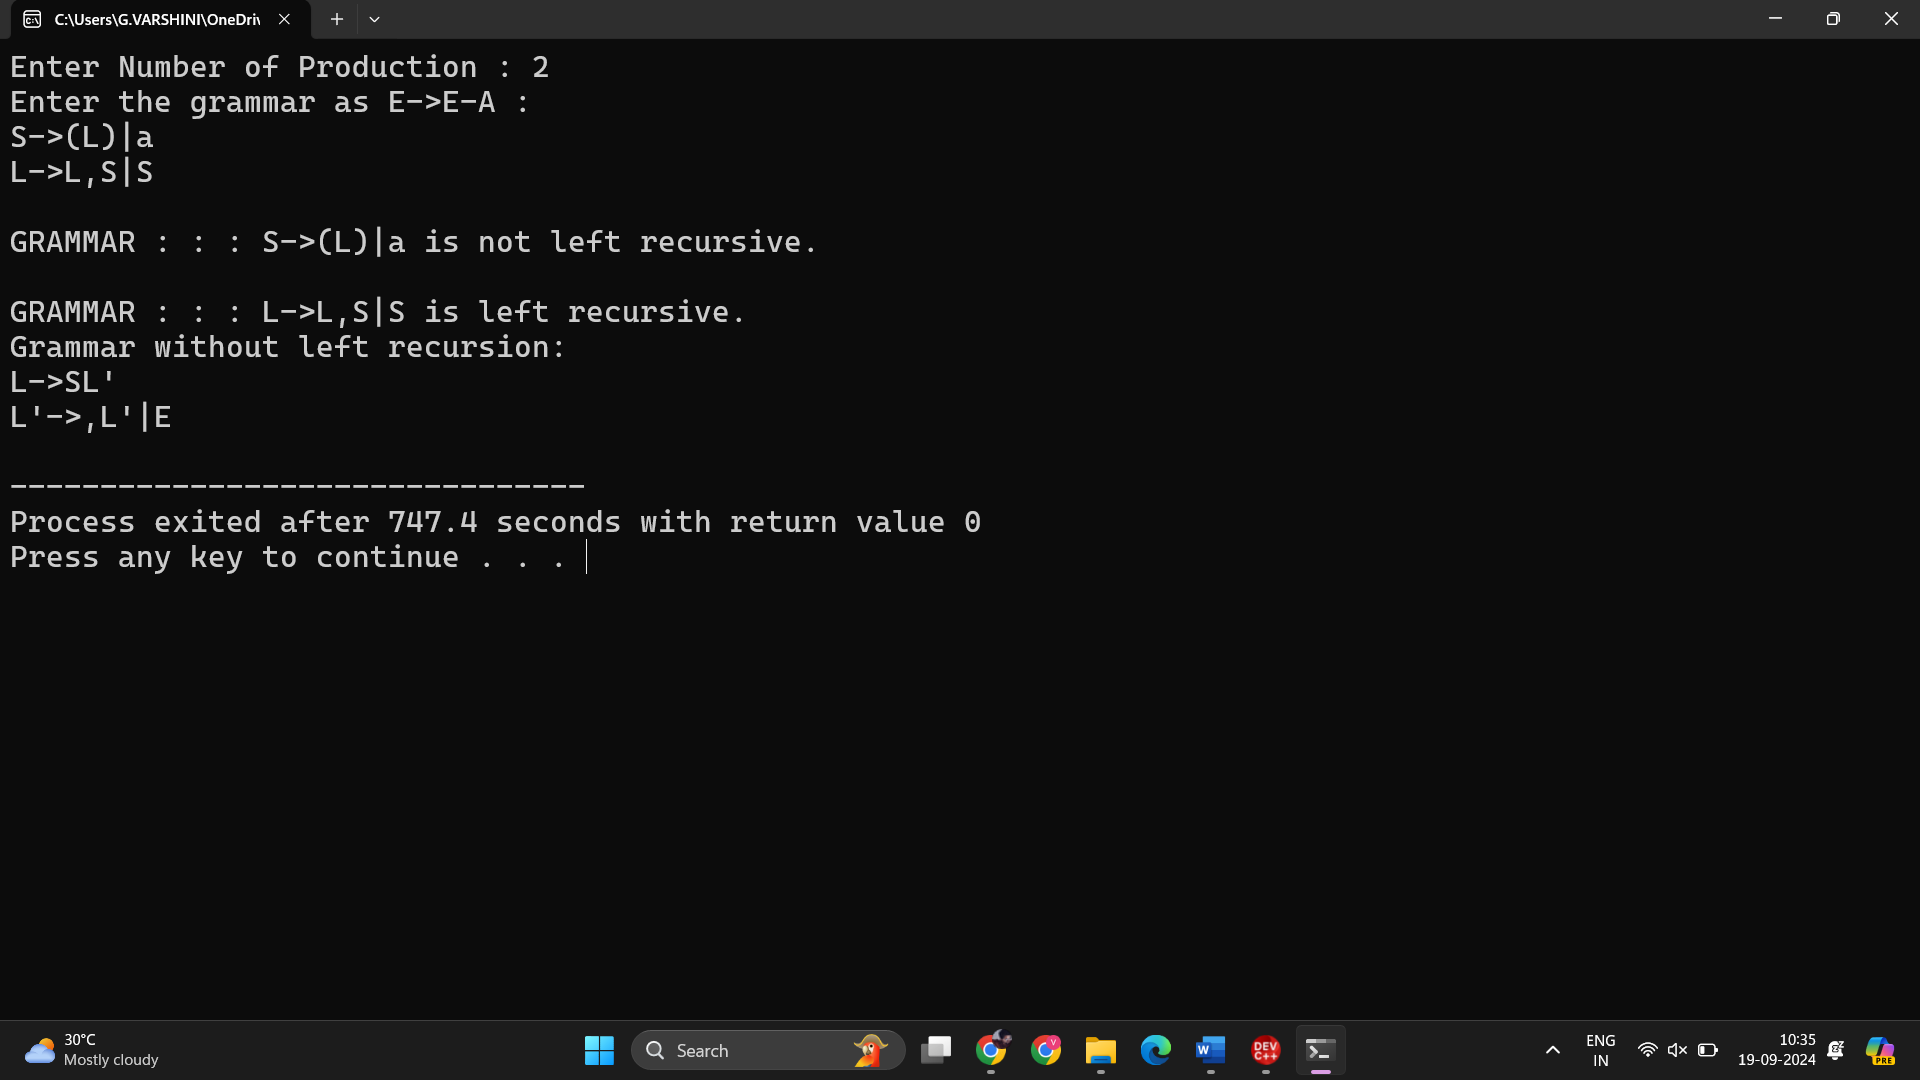 C:\Users\G.VARSHINI\OneDriv
Enter Number of Production : 2
Enter the grammar as E->E-A :
S->(L)|a
L->L,S|S
GRAMMAR : : : S->(L)|a is not left recursive.
GRAMMAR : : : L->L,S|S is left recursive.
Grammar without left recursion:
L->SL'
L'->,L'|E
--------------------------------
Process exited after 747.4 seconds with return value 0
Press any key to continue . . .
30°C
Mostly cloudy
Search
V
W
DEV
C++
ENG
IN
10:35
19-09-2024
PRE